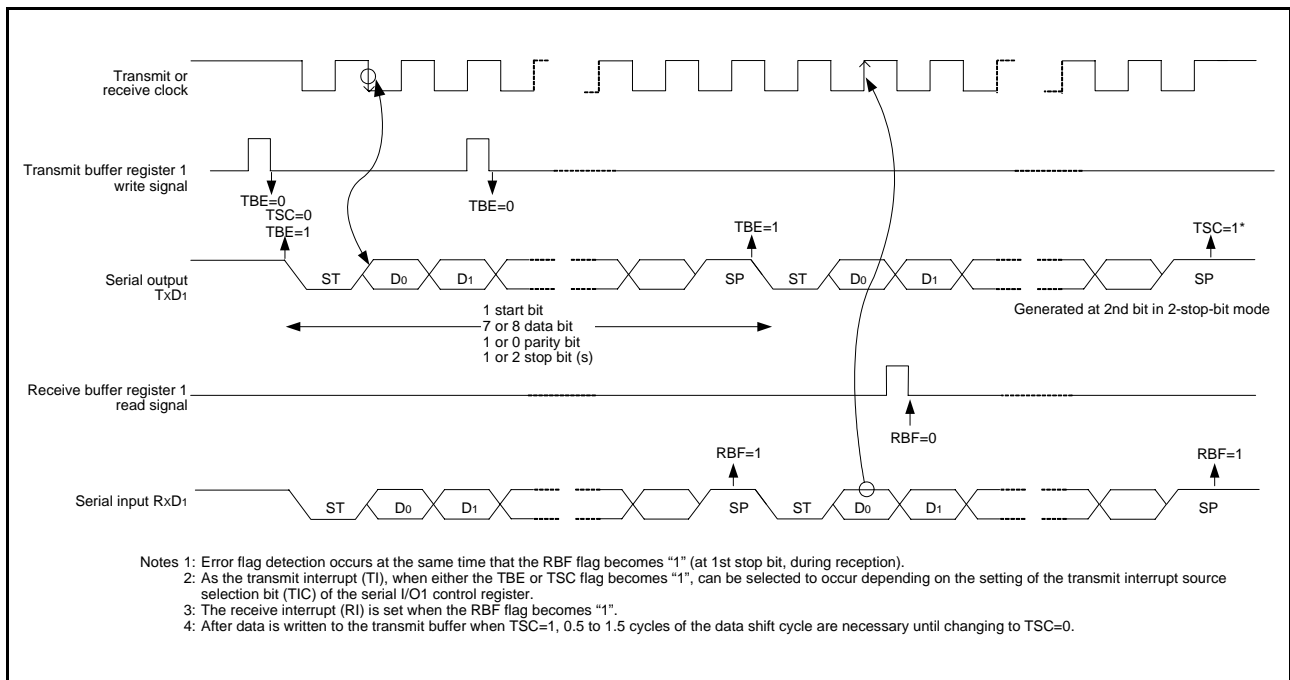 Transmit or
receive clock
Transmit buffer register 1
write signal
TBE=0
TSC=0
TBE=1
TBE=0
TBE=1
TSC=1*
Serial output
TxD1
ST
D0
D1
SP
ST
D0
D1
SP
1 start bit
7 or 8 data bit
1 or 0 parity bit
1 or 2 stop bit (s)
Generated at 2nd bit in 2-stop-bit mode
Receive buffer register 1
read signal
RBF=0
RBF=1
RBF=1
Serial input RxD1
ST
D0
D1
SP
ST
D0
D1
SP
Notes 1: Error flag detection occurs at the same time that the RBF flag becomes “1” (at 1st stop bit, during reception).
2: As the transmit interrupt (TI), when either the TBE or TSC flag becomes “1”, can be selected to occur depending on the setting of the transmit interrupt source
selection bit (TIC) of the serial I/O1 control register.
3: The receive interrupt (RI) is set when the RBF flag becomes “1”.
4: After data is written to the transmit buffer when TSC=1, 0.5 to 1.5 cycles of the data shift cycle are necessary until changing to TSC=0.